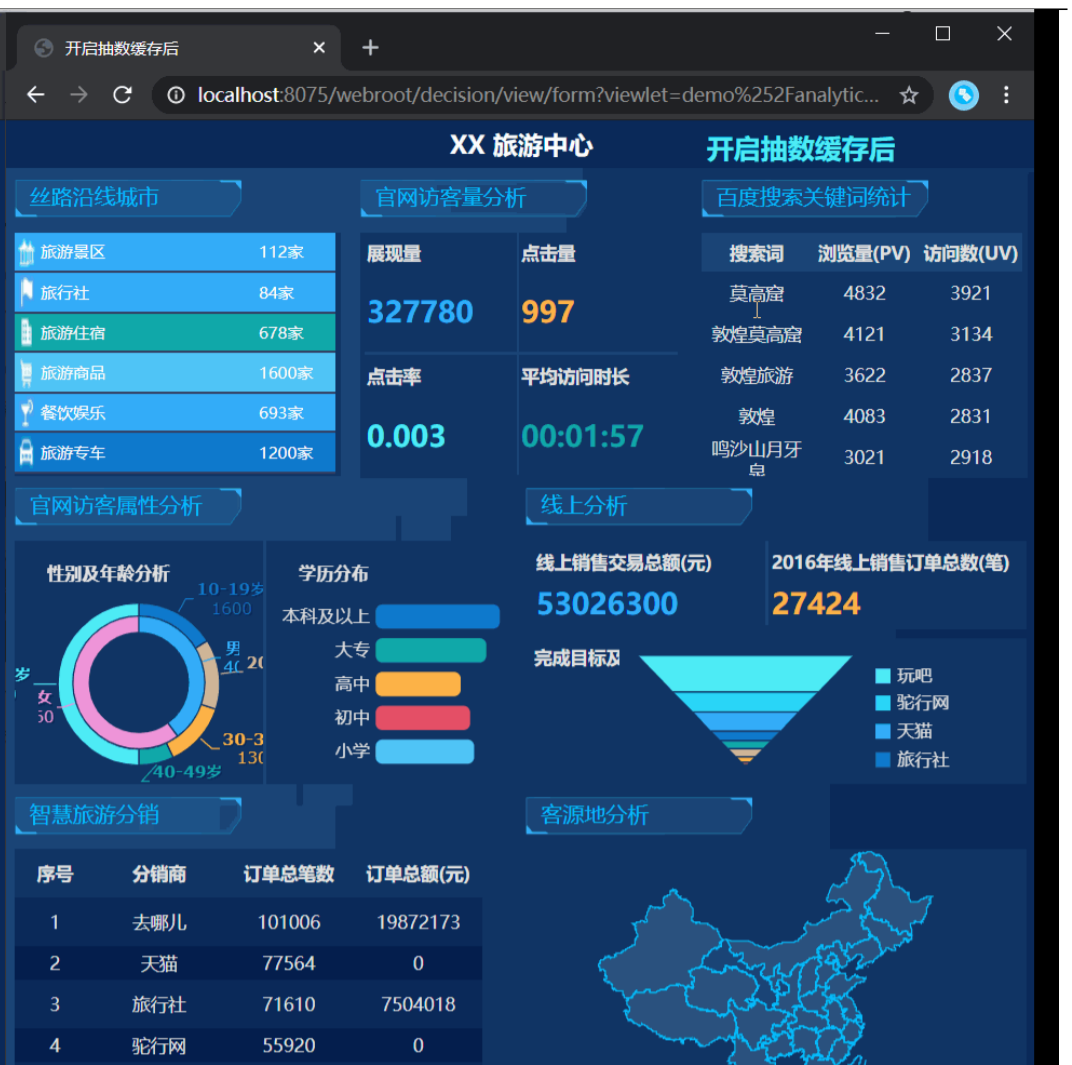 开启抽数缓存后
localhost:8075/webroot/decision/view/form?viewlet=demo%252Fanalytic...
XX 旅游中心
开启抽数缓存后
丝路沿线城市
旅游景区 112家
旅行社 84家
旅游住宿 678家
旅游商品 1600家
餐饮娱乐 693家
旅游专车 1200家
官网访客量分析
展现量 点击量
327780 997
点击率 平均访问时长
0.003 00:01:57
百度搜索关键词统计
搜索词 浏览量(PV) 访问数(UV)
莫高窟 4832 3921
敦煌莫高窟 4121 3134
敦煌旅游 3622 2837
敦煌 4083 2831
鸣沙山月牙
泉 3021 2918
官网访客属性分析
性别及年龄分析
10-19岁
1600
男
40
20
岁
女
50
30-3
130
40-49岁
学历分布
本科及以上
大专
高中
初中
小学
线上分析
线上销售交易总额(元) 2016年线上销售订单总数(笔)
53026300 27424
完成目标及
玩吧
驼行网
天猫
旅行社
智慧旅游分销
序号 分销商 订单总笔数 订单总额(元)
1 去哪儿 101006 19872173
2 天猫 77564 0
3 旅行社 71610 7504018
4 驼行网 55920 0
客源地分析